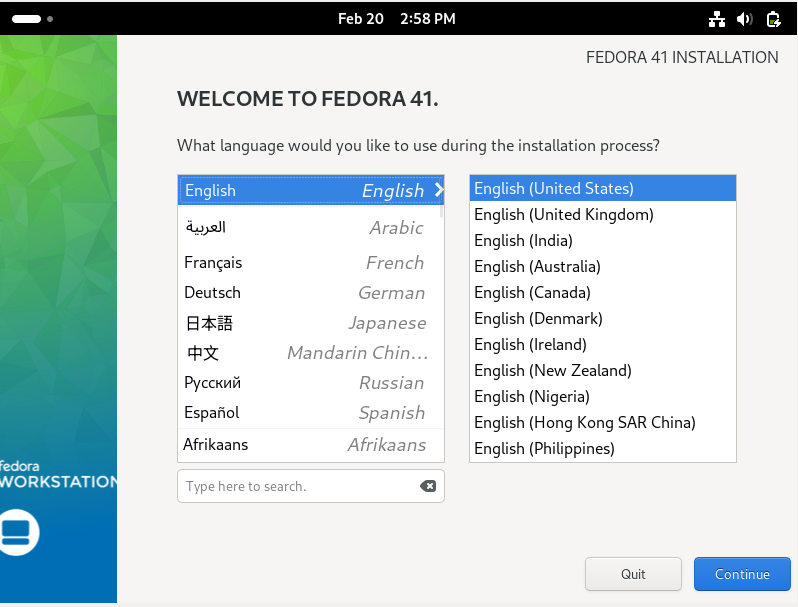 Feb 20 2:58 PM
FEDORA 41 INSTALLATION
WELCOME TO FEDORA 41.
What language would you like to use during the installation process?
English English
العربية Arabic
Français French
Deutsch German
日本語 Japanese
中文 Mandarin Chin...
Русский Russian
Español Spanish
Afrikaans Afrikaans
Type here to search.
English (United States)
English (United Kingdom)
English (India)
English (Australia)
English (Canada)
English (Denmark)
English (Ireland)
English (New Zealand)
English (Nigeria)
English (Hong Kong SAR China)
English (Philippines)
fedora
WORKSTATION
Quit
Continue